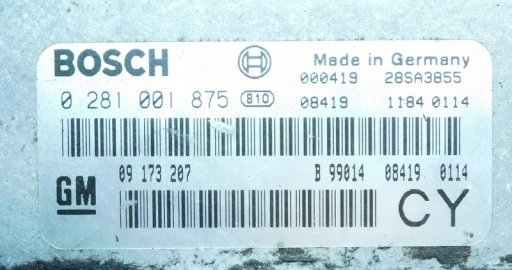 BOSCH Made in Germany
000419 28SA3855
0 281 001 875 B10 08419 1184 0114
09 173 207 B 99014 08419 0114
GM CY